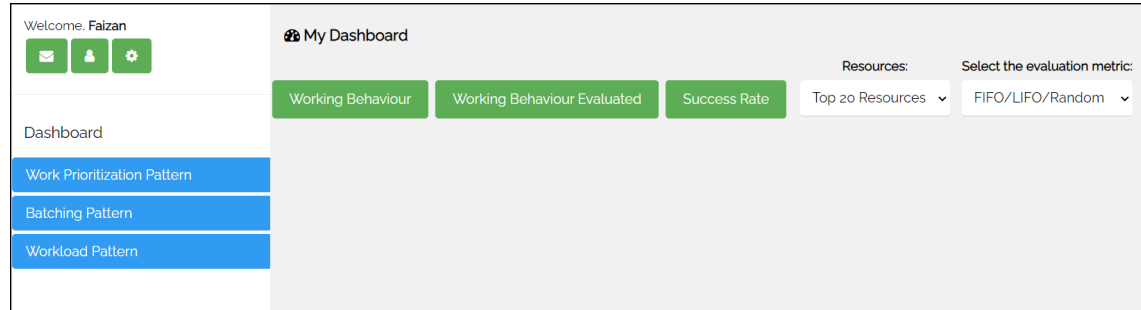 Welcome, Faizan
Dashboard
Work Prioritization Pattern
Batching Pattern
Workload Pattern
My Dashboard
Resources:
Select the evaluation metric:
Working Behaviour
Working Behaviour Evaluated
Success Rate
Top 20 Resources
FIFO/LIFO/Random